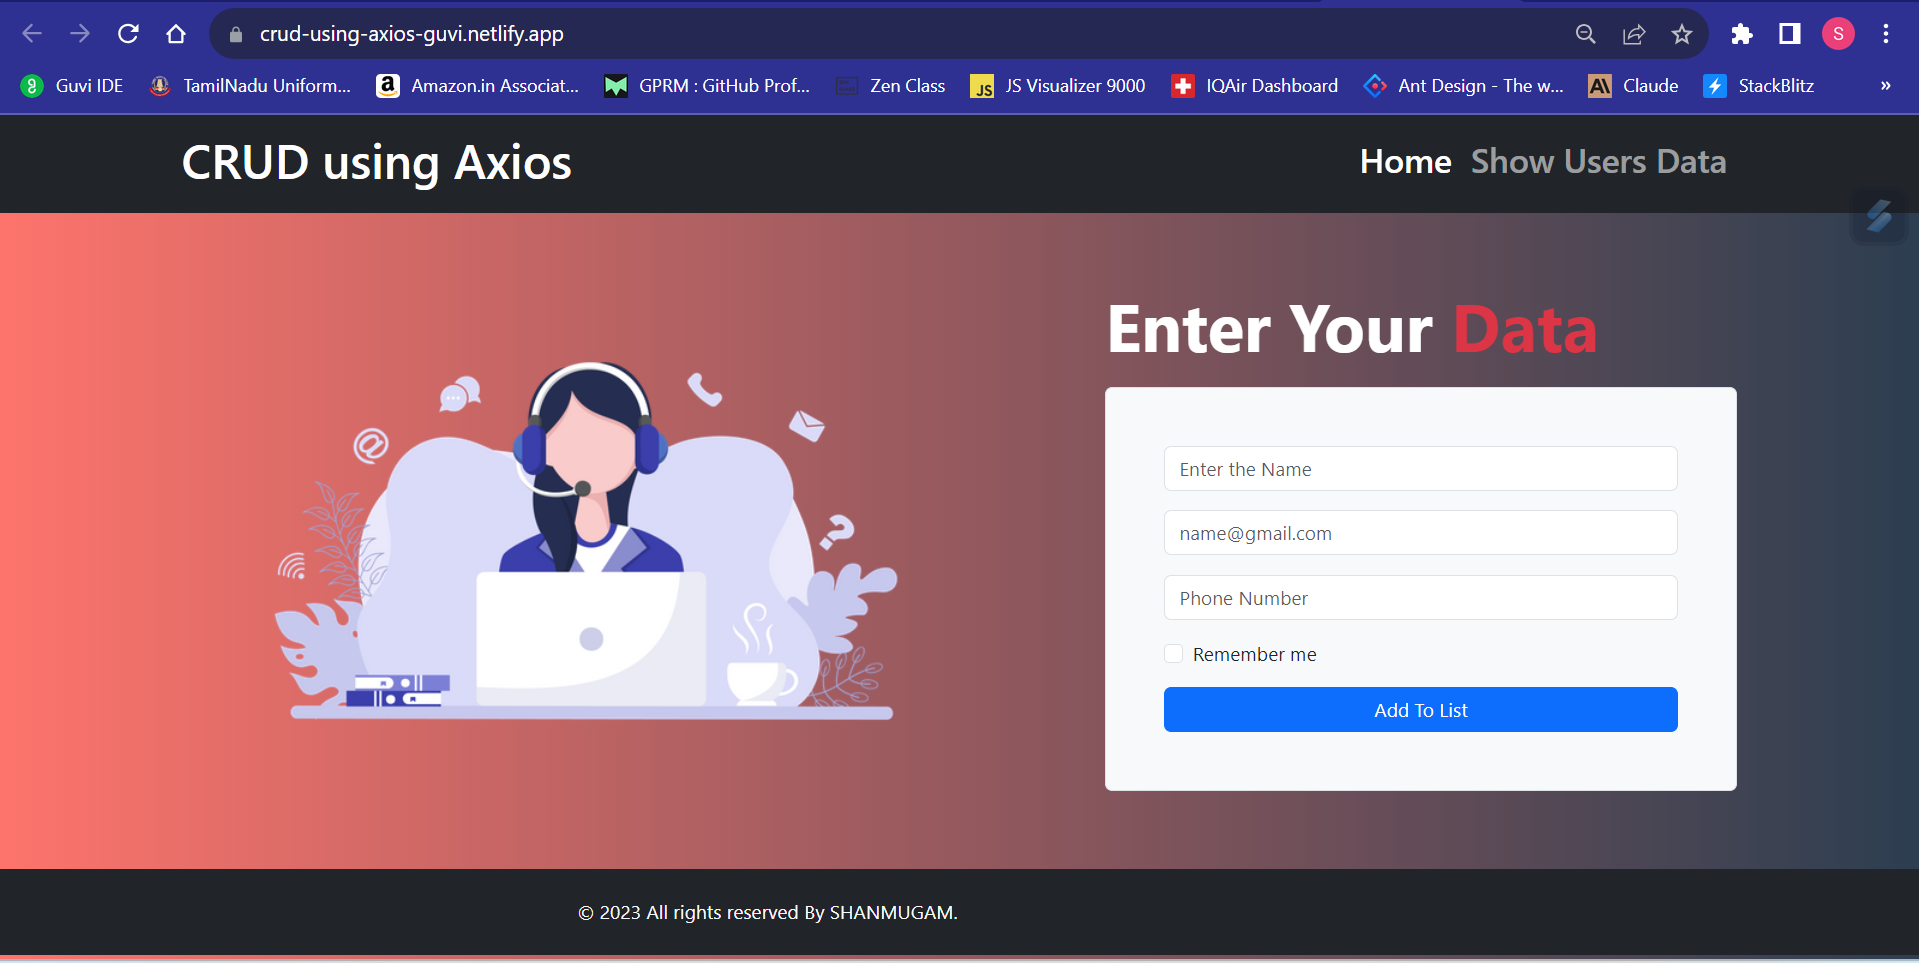 crud-using-axios-guvi.netlify.app
S
Guvi IDE TamilNadu Uniform... a Amazon.in Associat... GPRM : GitHub Prof... Zen Class JS JS Visualizer 9000 IQAir Dashboard Ant Design - The w... A\ Claude StackBlitz »
CRUD using Axios
Home Show Users Data
Enter Your Data
@
?
Enter the Name
name@gmail.com
Phone Number
Remember me
Add To List
© 2023 All rights reserved By SHANMUGAM.